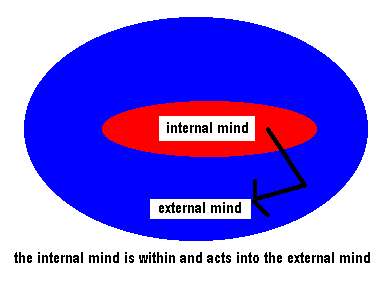 internal mind
external mind
the internal mind is within and acts into the external mind